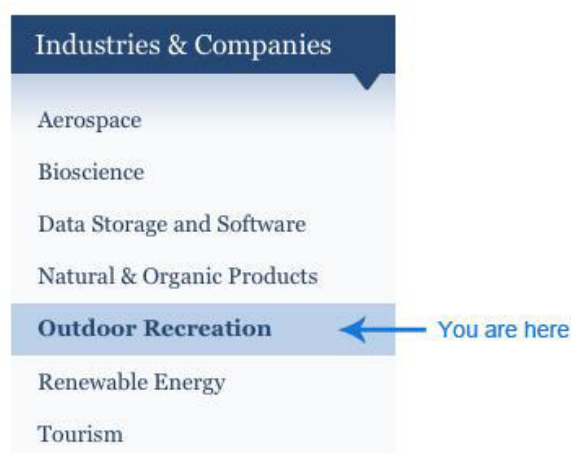 Industries & Companies
Aerospace
Bioscience
Data Storage and Software
Natural & Organic Products
Outdoor Recreation
You are here
Renewable Energy
Tourism